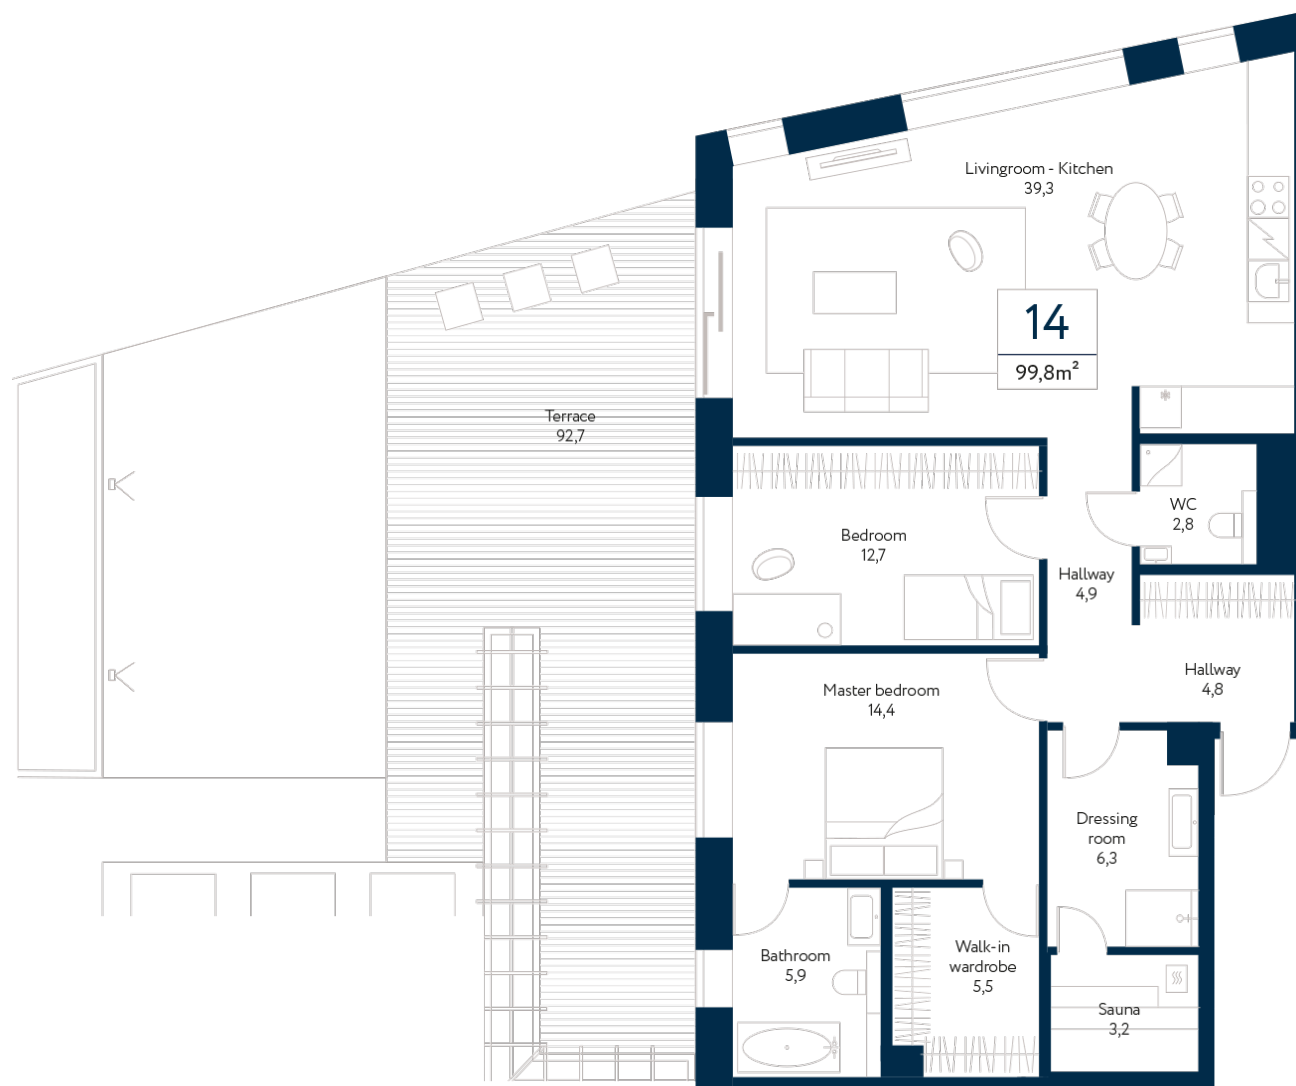 Livingroom - Kitchen
39,3
14
99,8m²
Terrace
92,7
WC
2,8
Bedroom
12,7
Hallway
4,9
Hallway
4,8
Master bedroom
14,4
Dressing
room
6,3
Bathroom
5,9
Walk-in
wardrobe
5,5
Sauna
3,2